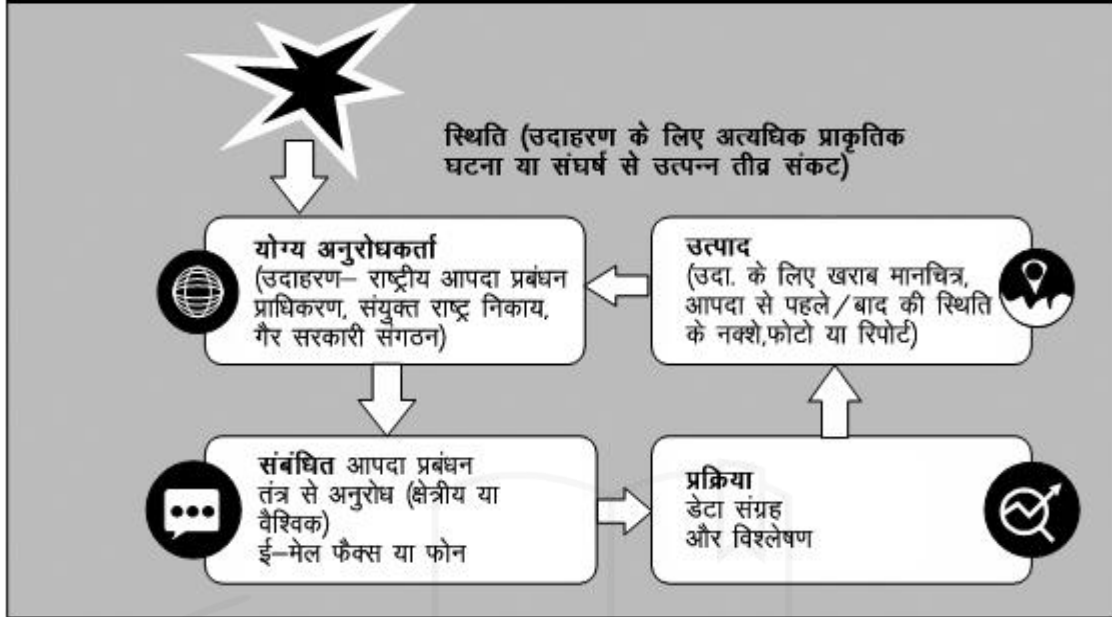 स्थिति (उदाहरण के लिए अत्यधिक प्राकृतिक
घटना या संघर्ष से उत्पन्न तीव्र संकट)
योग्य अनुरोधकर्ता
(उदाहरण– राष्ट्रीय आपदा प्रबंधन
प्राधिकरण, संयुक्त राष्ट्र निकाय,
गैर सरकारी संगठन)
संबंधित आपदा प्रबंधन
तंत्र से अनुरोध (क्षेत्रीय या
वैश्विक)
ई–मेल फैक्स या फोन
प्रक्रिया
डेटा संग्रह
और विश्लेषण
उत्पाद
(उदा. के लिए खराब मानचित्र,
आपदा से पहले/बाद की स्थिति
के नक्शे,फोटो या रिपोर्ट)